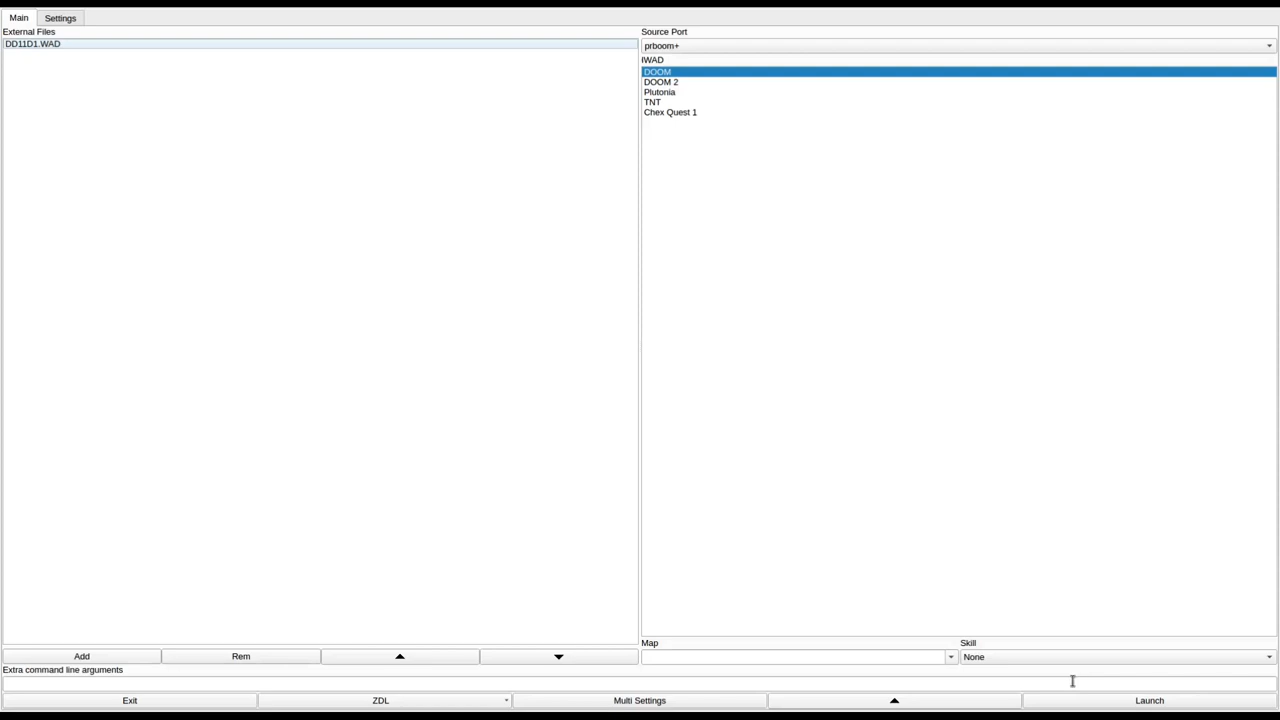 Main Settings
External Files
DD11D1.WAD
Source Port
prboom+
IWAD
DOOM
DOOM 2
Plutonia
TNT
Chex Quest 1
Map Skill
None
Add Rem
Extra command line arguments
Exit ZDL Multi Settings Launch